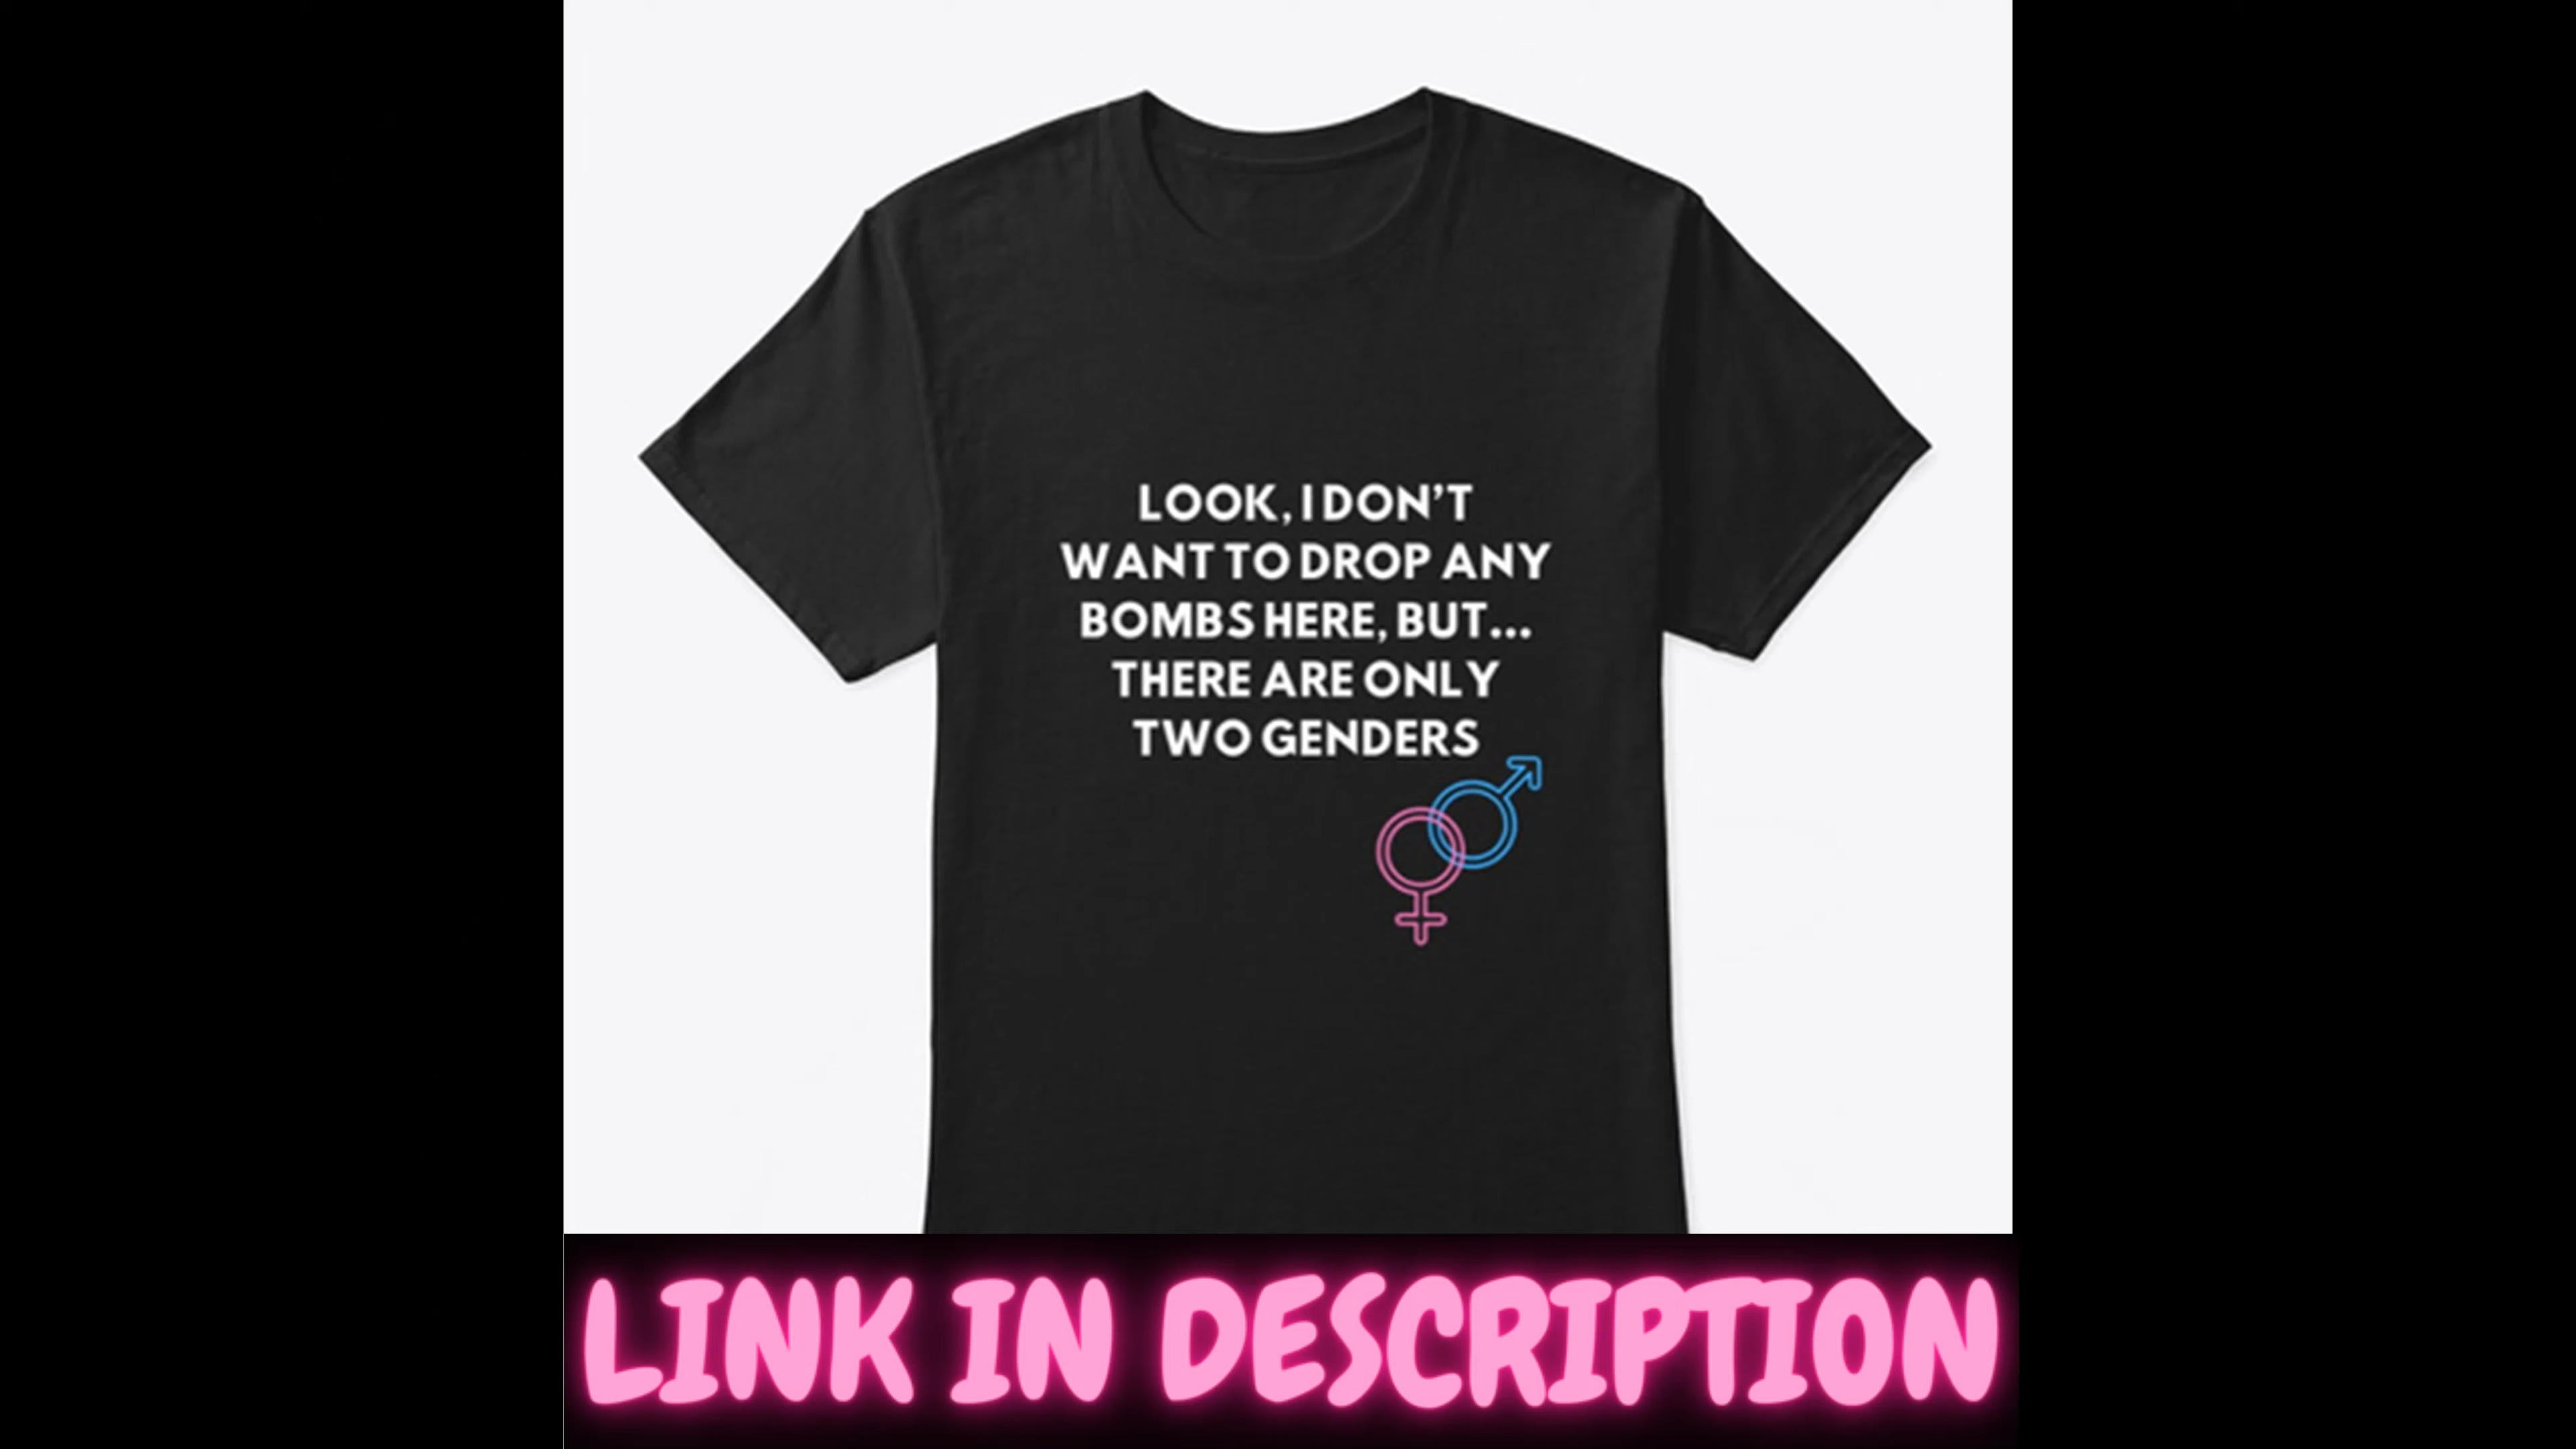 LOOK, I DON’T
WANT TO DROP ANY
BOMBS HERE, BUT...
THERE ARE ONLY
TWO GENDERS
LINK IN DESCRIPTION